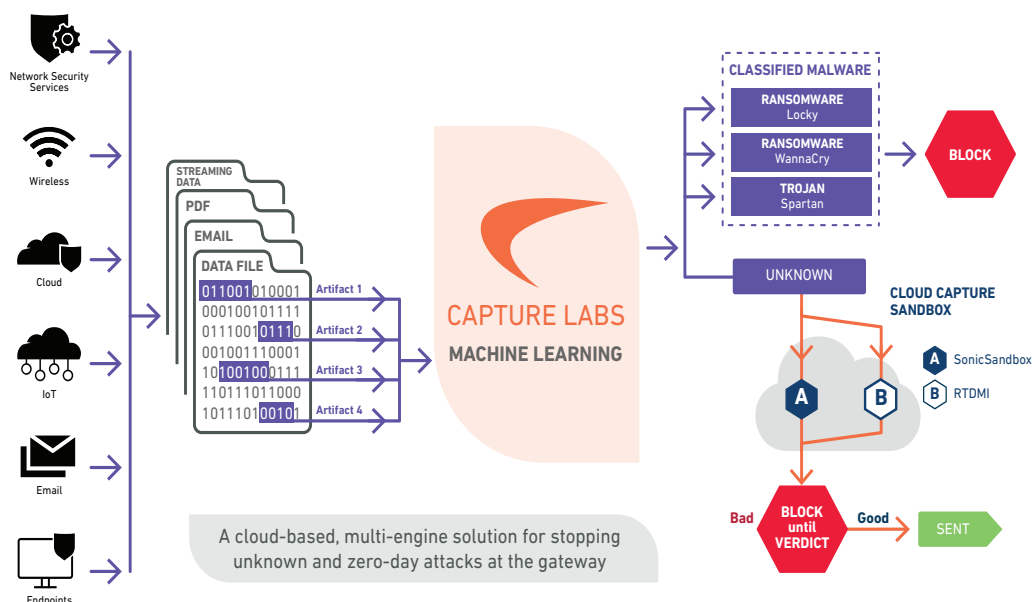 Network Security
Services
Wireless
Cloud
IoT
Email
Endpoints
STREAMING
DATA
PDF
EMAIL
DATA FILE
011001010001
000100101111
011100101110
001001110001
101001000111
110111011000
101110100101
Artifact 1
Artifact 2
Artifact 3
Artifact 4
CAPTURE LABS
MACHINE LEARNING
CLASSIFIED MALWARE
RANSOMWARE
Locky
RANSOMWARE
WannaCry
TROJAN
Spartan
BLOCK
UNKNOWN
CLOUD CAPTURE
SANDBOX
A SonicSandbox
B RTDMI
A
B
Bad
BLOCK
until
VERDICT
Good
SENT
A cloud-based, multi-engine solution for stopping
unknown and zero-day attacks at the gateway